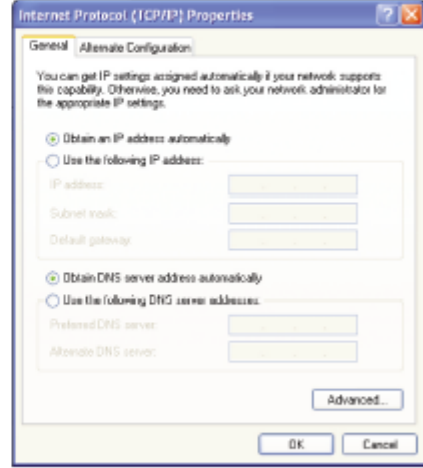 Internet Protocol (TCP/IP) Properties
General
Alternate Configuration
You can get IP settings assigned automatically if your network supports
this capability. Otherwise, you need to ask your network administrator for
the appropriate IP settings.
Obtain an IP address automatically
Use the following IP address:
IP address:
Subnet mask:
Default gateway:
Obtain DNS server address automatically
Use the following DNS server addresses:
Preferred DNS server:
Alternate DNS server:
Advanced...
OK
Cancel